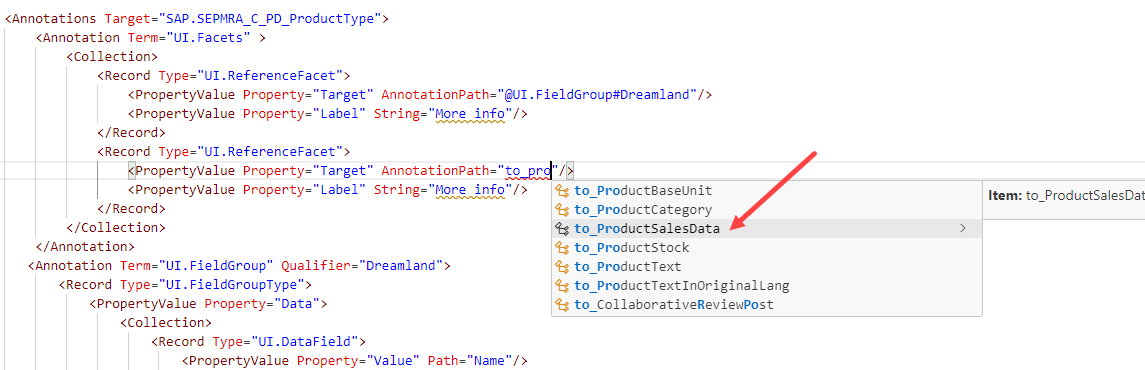 <Annotations Target="SAP.SEPMRA_C_PD_ProductType">
<Annotation Term="UI.Facets" >
<Collection>
<Record Type="UI.ReferenceFacet">
<PropertyValue Property="Target" AnnotationPath="@UI.FieldGroup#Dreamland"/>
<PropertyValue Property="Label" String="More info"/>
</Record>
<Record Type="UI.ReferenceFacet">
<PropertyValue Property="Target" AnnotationPath="to_pro"/>
<PropertyValue Property="Label" String="More info"/>
to_ProductBaseUnit
Item: to_ProductSalesDat
</Record>
to_ProductCategory
</Collection>
to_ProductSalesData
</Annotation>
to_ProductStock
<Annotation Term="UI.FieldGroup" Qualifier="Dreamland">
to_ProductText
<Record Type="UI.FieldGroupType">
to_ProductTextInOriginalLang
<PropertyValue Property="Data">
to_CollaborativeReviewPost
<Collection>
<Record Type="UI.DataField">
<PropertyValue Property="Value" Path="Name"/>